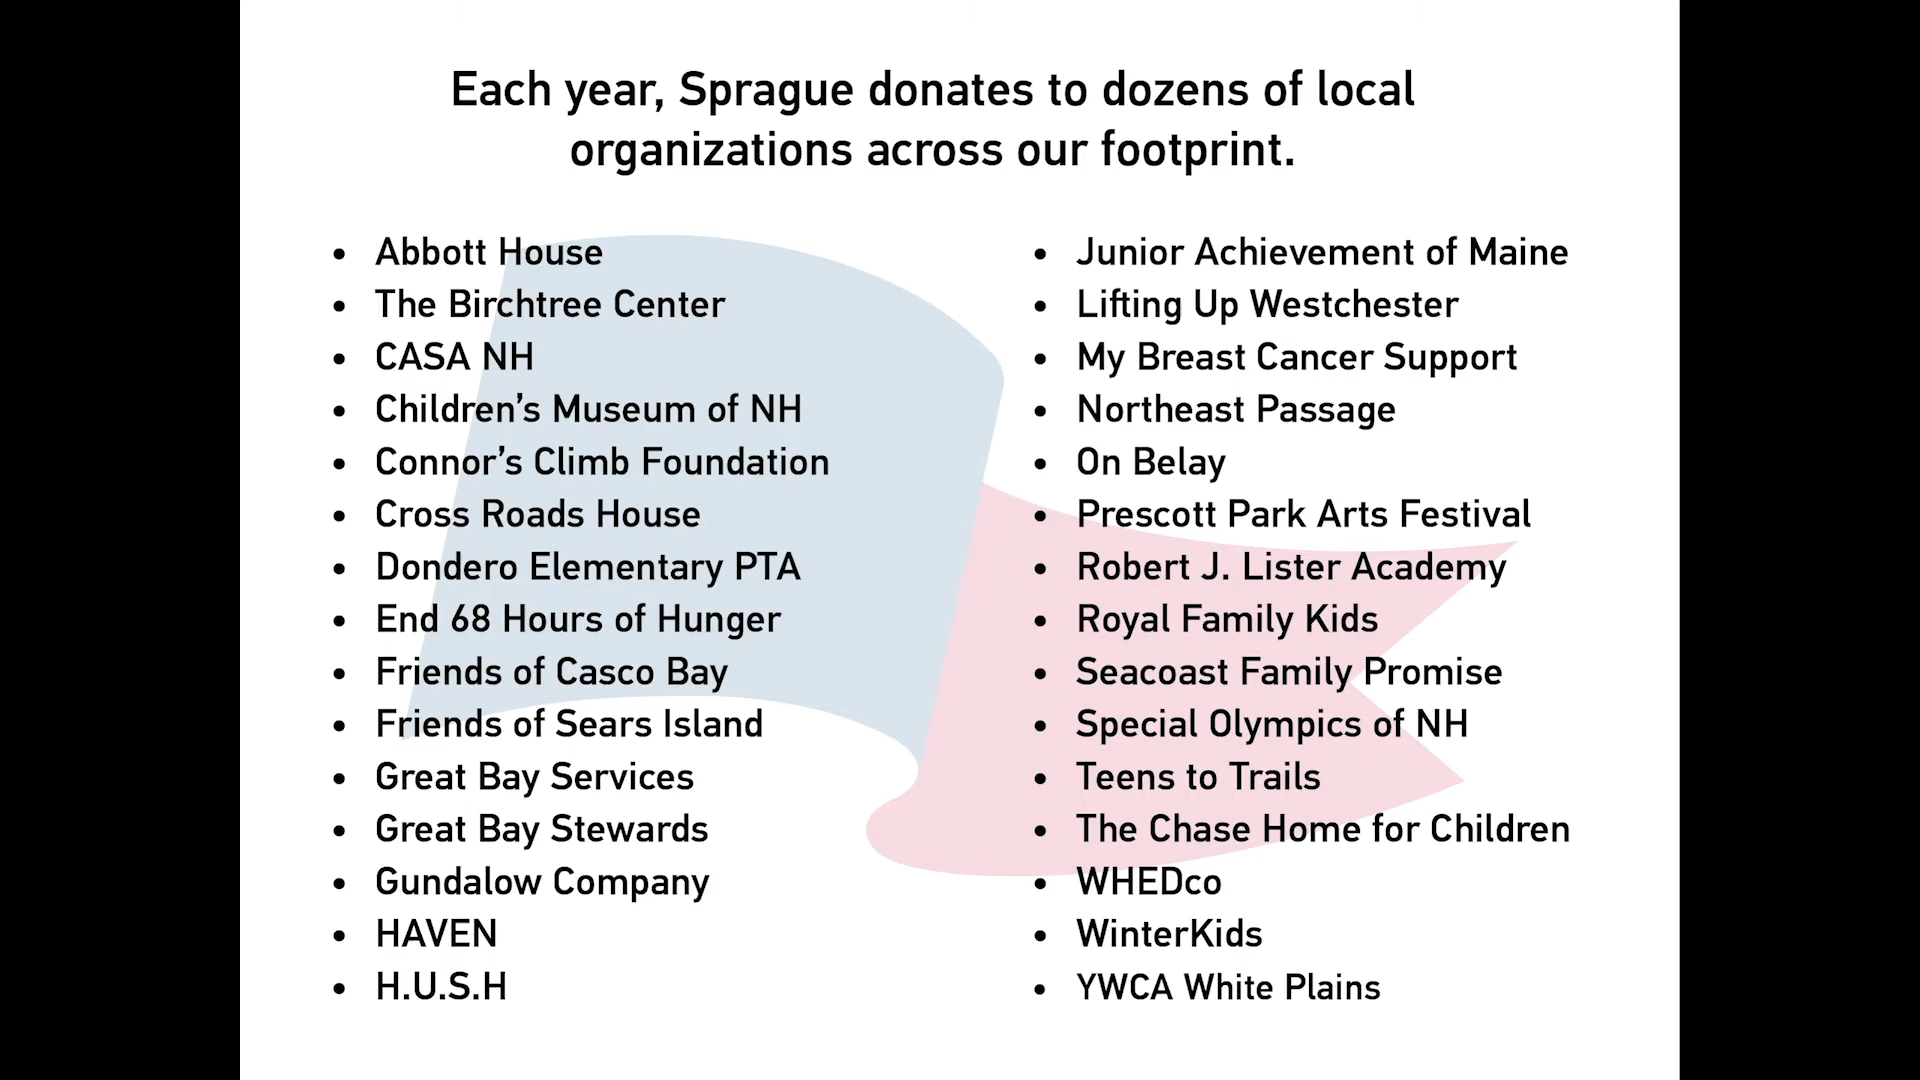 Each year, Sprague donates to dozens of local
organizations across our footprint.
• Abbott House
• The Birchtree Center
• CASA NH
• Children’s Museum of NH
• Connor’s Climb Foundation
• Cross Roads House
• Dondero Elementary PTA
• End 68 Hours of Hunger
• Friends of Casco Bay
• Friends of Sears Island
• Great Bay Services
• Great Bay Stewards
• Gundalow Company
• HAVEN
• H.U.S.H
• Junior Achievement of Maine
• Lifting Up Westchester
• My Breast Cancer Support
• Northeast Passage
• On Belay
• Prescott Park Arts Festival
• Robert J. Lister Academy
• Royal Family Kids
• Seacoast Family Promise
• Special Olympics of NH
• Teens to Trails
• The Chase Home for Children
• WHEDco
• WinterKids
• YWCA White Plains